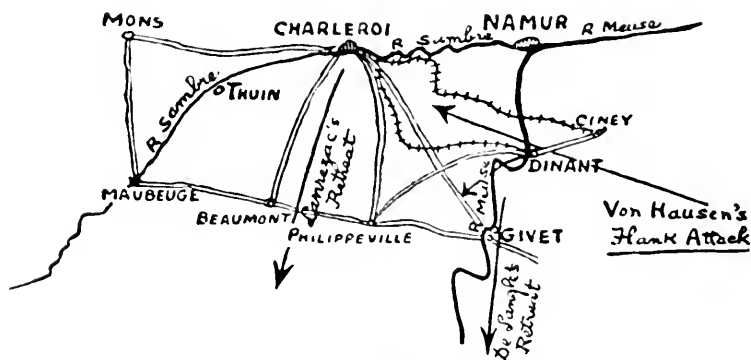 MONS
CHARLEROI
NAMUR
R Sambre
R Meuse
R Sambre
THUIN
CINEY
DINANT
MAUBEUGE
Lanrezac's
Retreat
R Meuse
BEAUMONT
PHILIPPEVILLE
GIVET
Von Hausen's
Flank Attack
De Langle's
Retreat